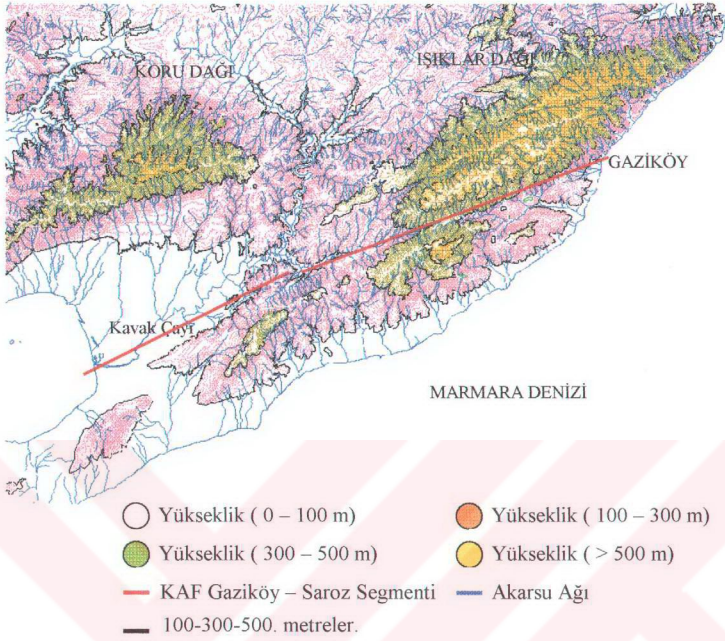 KORU DAĞI
IŞIKLAR DAĞI
GAZİKÖY
Kavak Çayı
MARMARA DENİZİ
Yükseklik ( 0 – 100 m)
Yükseklik ( 100 – 300 m)
Yükseklik ( 300 – 500 m)
Yükseklik ( > 500 m)
KAF Gaziköy – Saroz Segmenti
Akarsu Ağı
100-300-500. metreler.